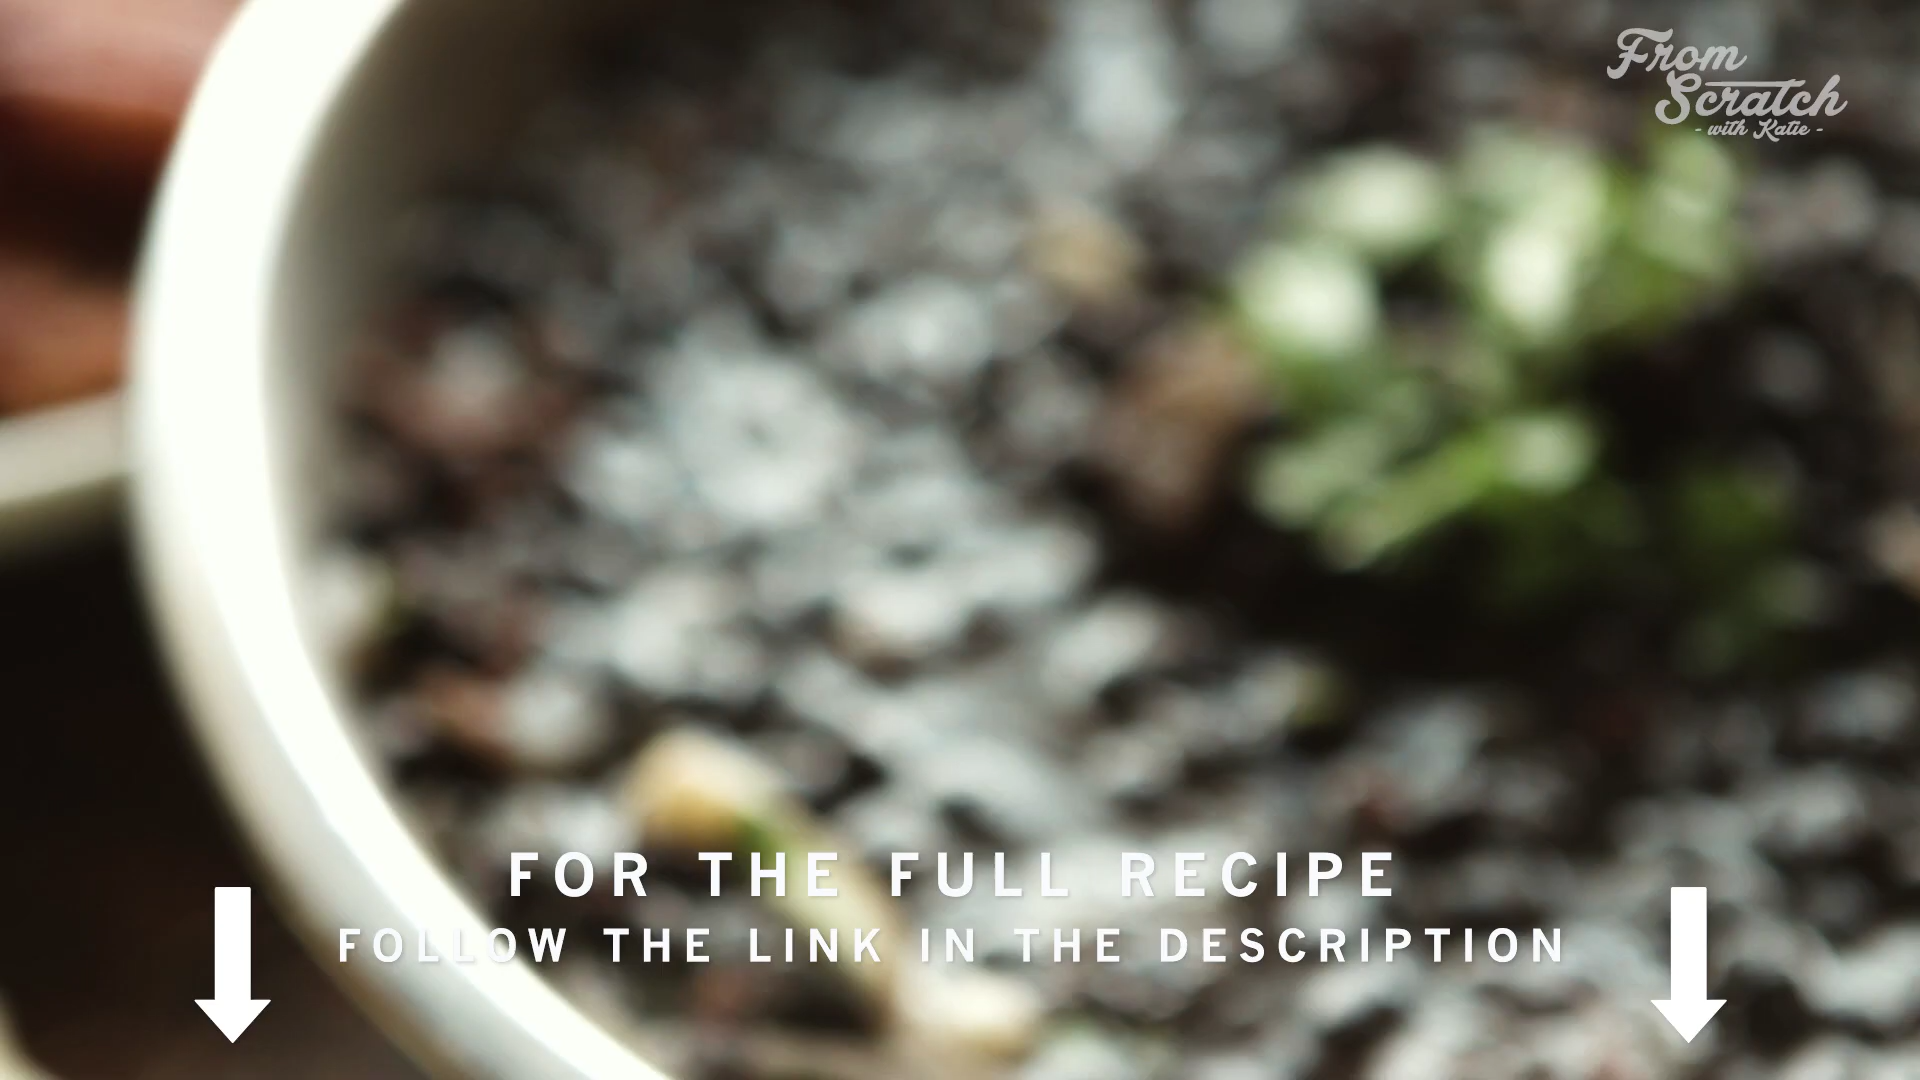 From
Scratch
- with Katie -
FOR THE FULL RECIPE
FOLLOW THE LINK IN THE DESCRIPTION